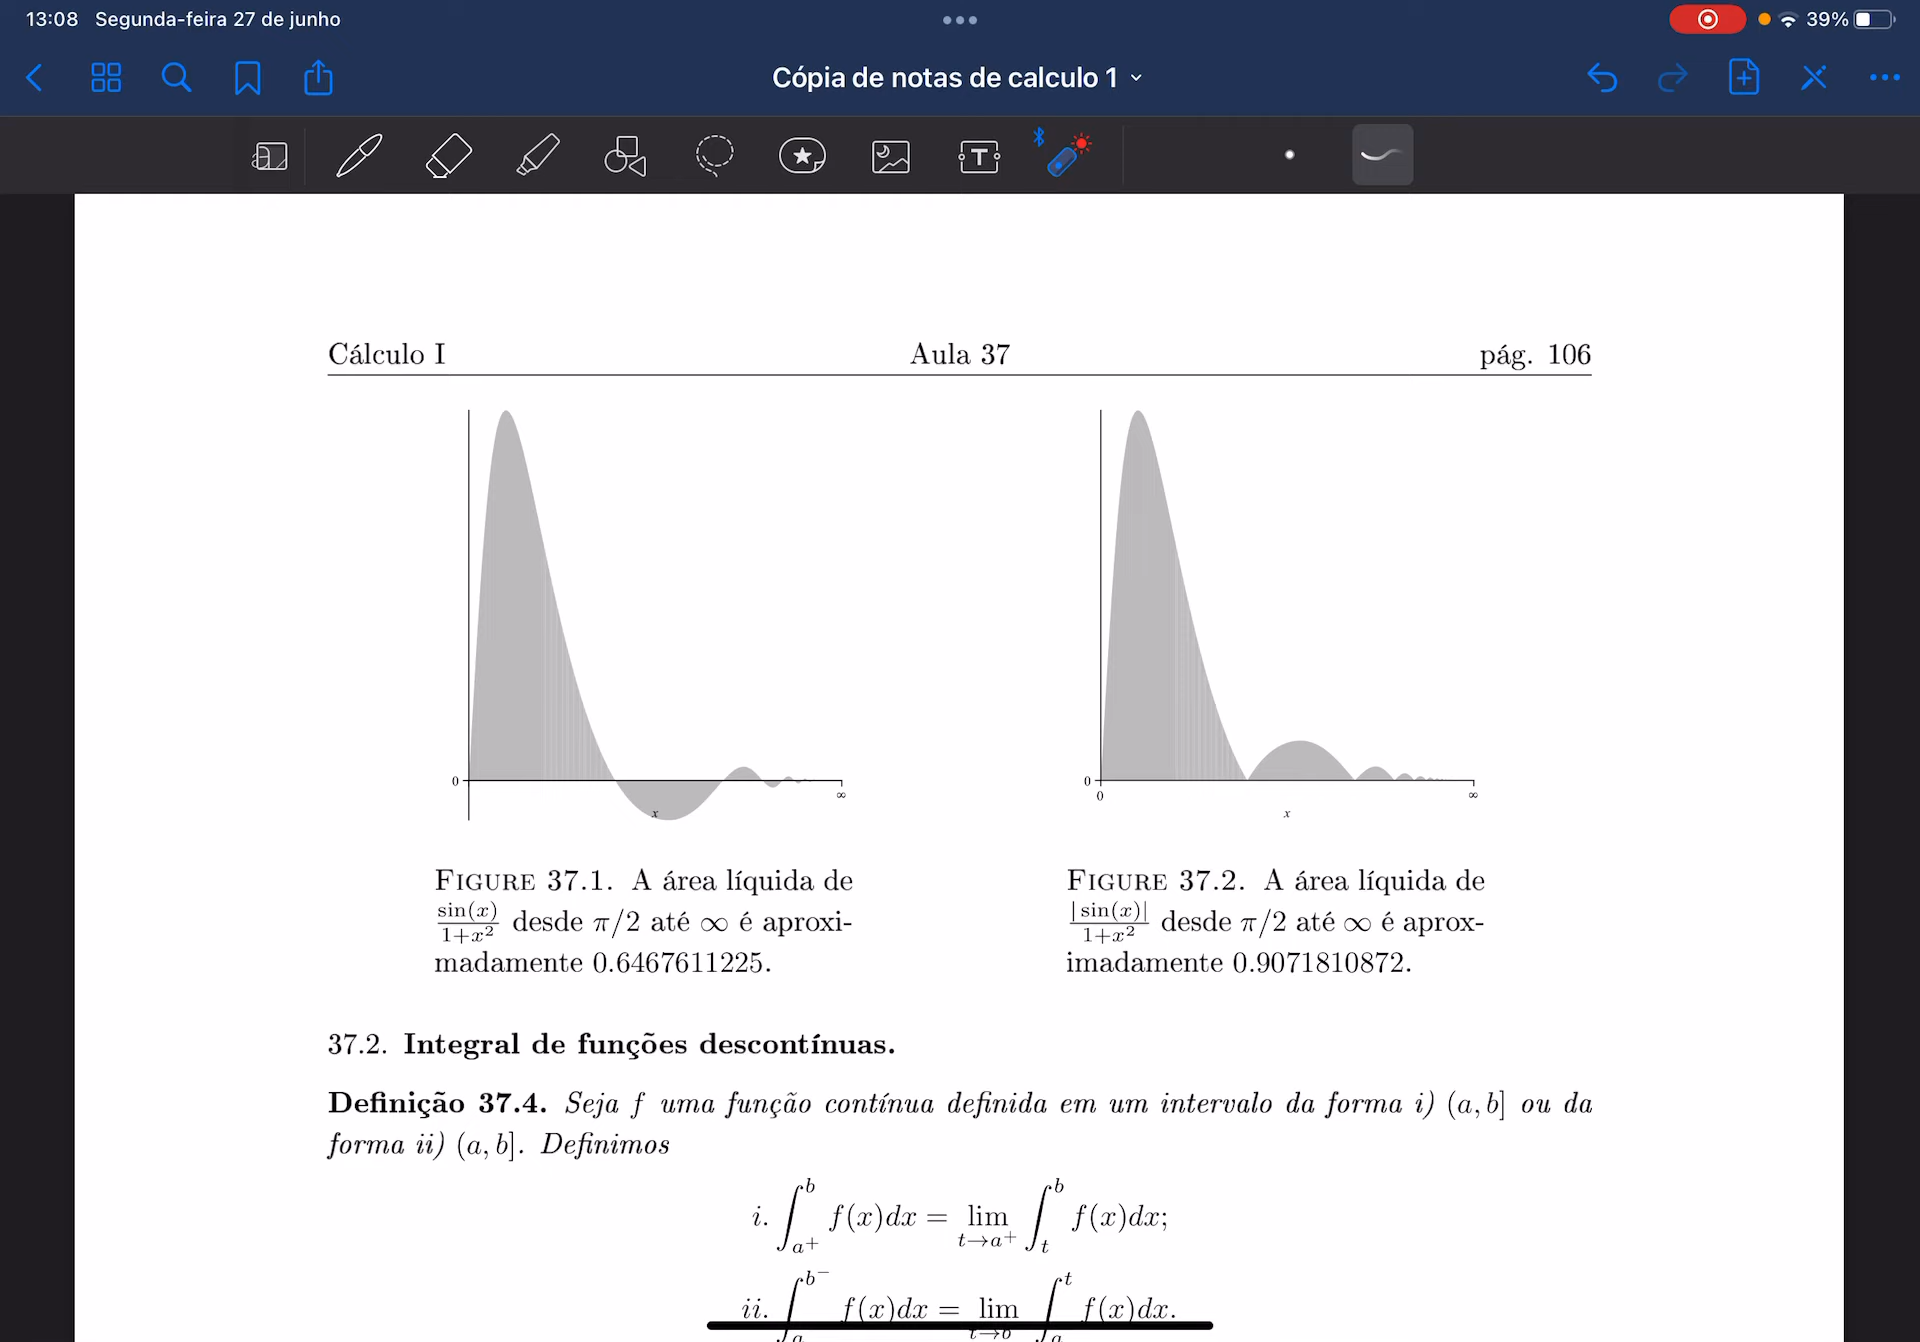 13:08 Segunda-feira 27 de junho
39%
Cópia de notas de calculo 1
T
Cálculo I Aula 37 pág. 106
0
x
∞
0
0
x
∞
FIGURE 37.1. A área líquida de
sin(x)/1+x² desde π/2 até ∞ é aproxi-
madamente 0.6467611225.
FIGURE 37.2. A área líquida de
|sin(x)|/1+x² desde π/2 até ∞ é aprox-
imadamente 0.9071810872.
37.2. Integral de funções descontínuas.
Definição 37.4. Seja f uma função contínua definida em um intervalo da forma i) (a, b] ou da
forma ii) (a, b]. Definimos
i. ∫_{a+}^{b} f(x)dx = lim_{t→a+} ∫_{t}^{b} f(x)dx;
ii. ∫_{a}^{b−} f(x)dx = lim_{t→b} ∫_{a}^{t} f(x)dx.